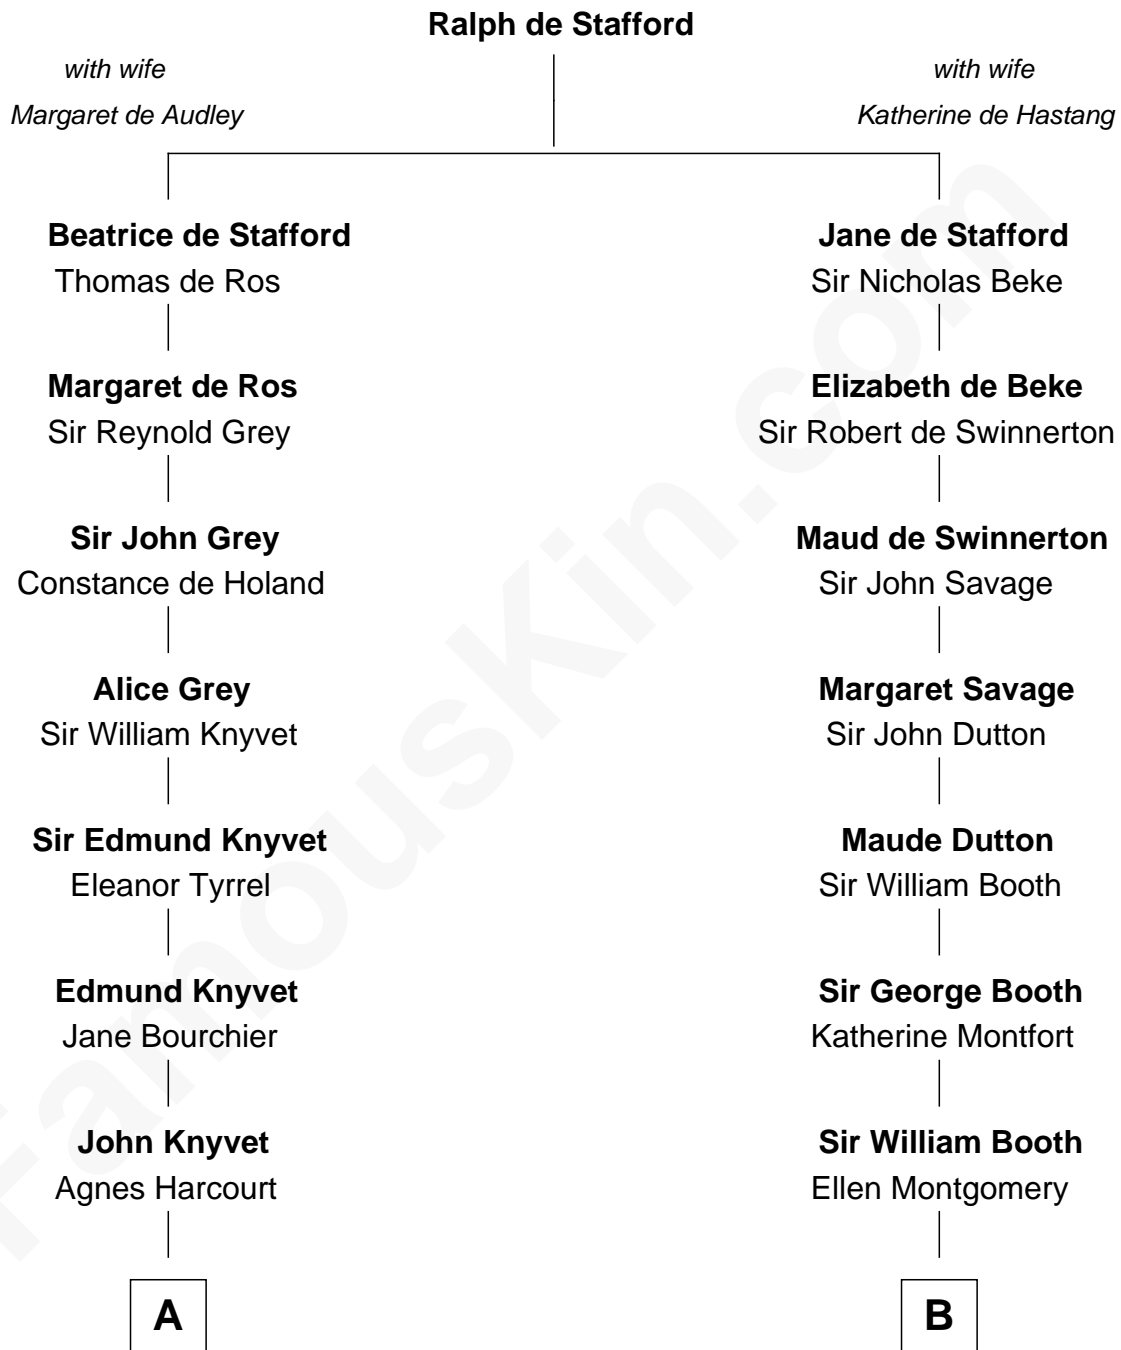 Ralph de Stafford
with wife
Margaret de Audley
with wife
Katherine de Hastang
Beatrice de Stafford
Thomas de Ros
Jane de Stafford
Sir Nicholas Beke
Margaret de Ros
Sir Reynold Grey
Elizabeth de Beke
Sir Robert de Swinnerton
Sir John Grey
Constance de Holand
Maud de Swinnerton
Sir John Savage
Alice Grey
Sir William Knyvet
Margaret Savage
Sir John Dutton
Sir Edmund Knyvet
Eleanor Tyrrel
Maude Dutton
Sir William Booth
Edmund Knyvet
Jane Bourchier
Sir George Booth
Katherine Montfort
John Knyvet
Agnes Harcourt
Sir William Booth
Ellen Montgomery
A
B
FamousKin.com